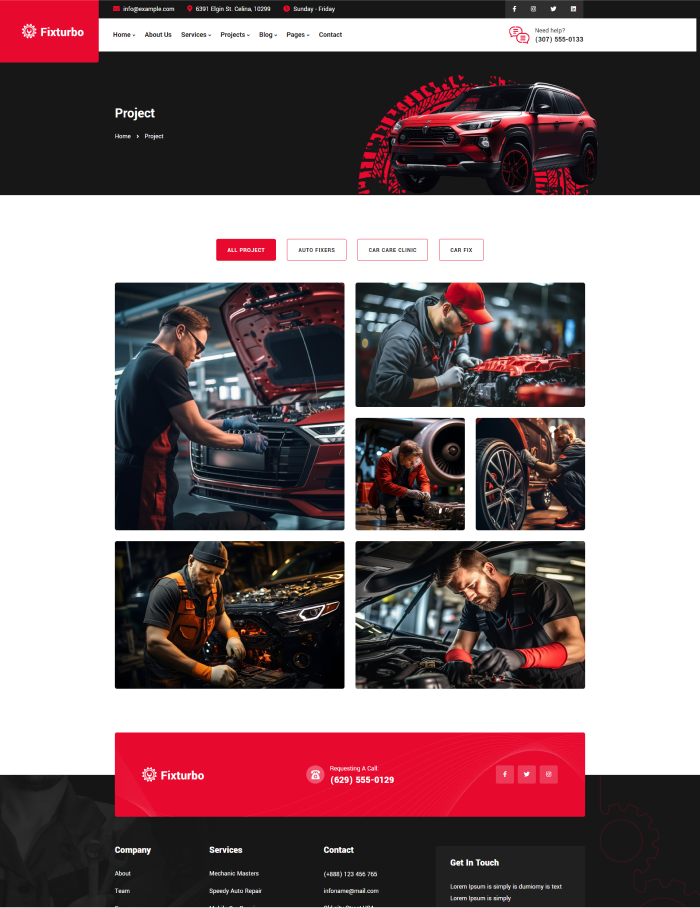 Fixturbo
info@example.com 6391 Elgin St. Celina, 10299 Sunday - Friday
Home About Us Services Projects Blog Pages Contact
Need help?
(307) 555-0133
Project
Home Project
ALL PROJECT AUTO FIXERS CAR CARE CLINIC CAR FIX
Fixturbo
Requesting A Call
(629) 555-0129
Company Services Contact
Get In Touch
About Mechanic Masters (+888) 123 456 765
Lorem Ipsum is simply is dumiomy is text
Team Speedy Auto Repair infoname@mail.com
Lorem Ipsum is simply